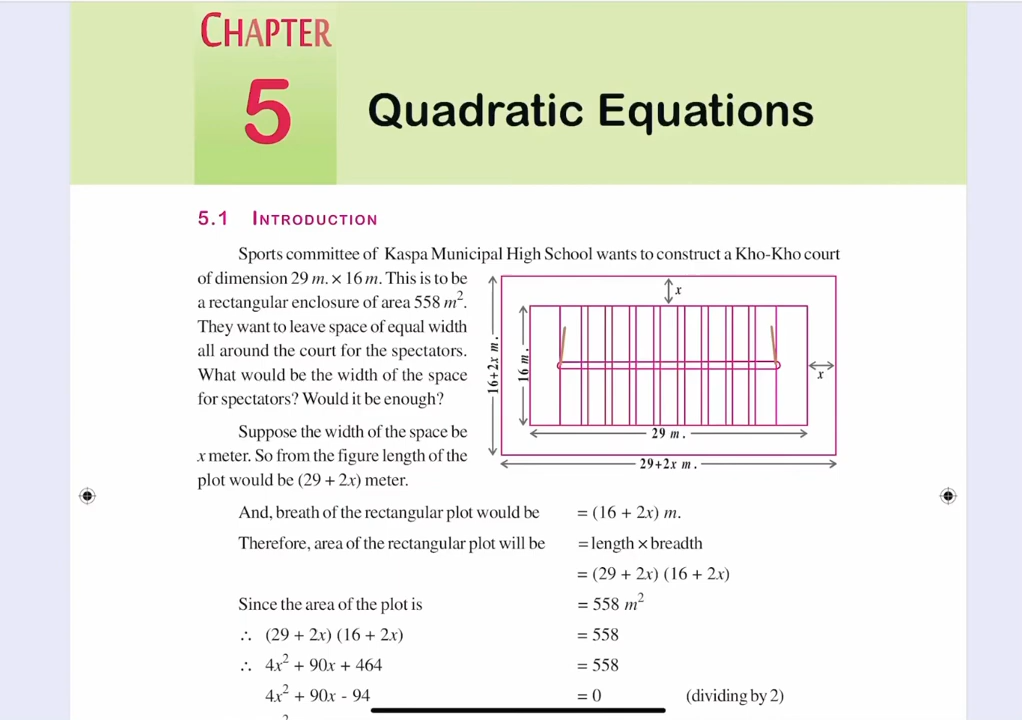 CHAPTER
5
Quadratic Equations
5.1 INTRODUCTION
Sports committee of Kaspa Municipal High School wants to construct a Kho-Kho court
of dimension 29 m. × 16 m. This is to be
a rectangular enclosure of area 558 m².
They want to leave space of equal width
all around the court for the spectators.
What would be the width of the space
for spectators? Would it be enough?
x
16+2x m.
16 m.
x
29 m.
29+2x m.
Suppose the width of the space be
x meter. So from the figure length of the
plot would be (29 + 2x) meter.
And, breath of the rectangular plot would be = (16 + 2x) m.
Therefore, area of the rectangular plot will be = length × breadth
= (29 + 2x) (16 + 2x)
Since the area of the plot is = 558 m²
∴ (29 + 2x) (16 + 2x) = 558
∴ 4x² + 90x + 464 = 558
4x² + 90x - 94 = 0 (dividing by 2)